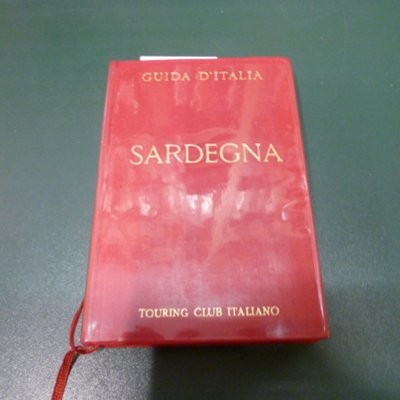 GUIDA D'ITALIA
SARDEGNA
TOURING CLUB ITALIANO